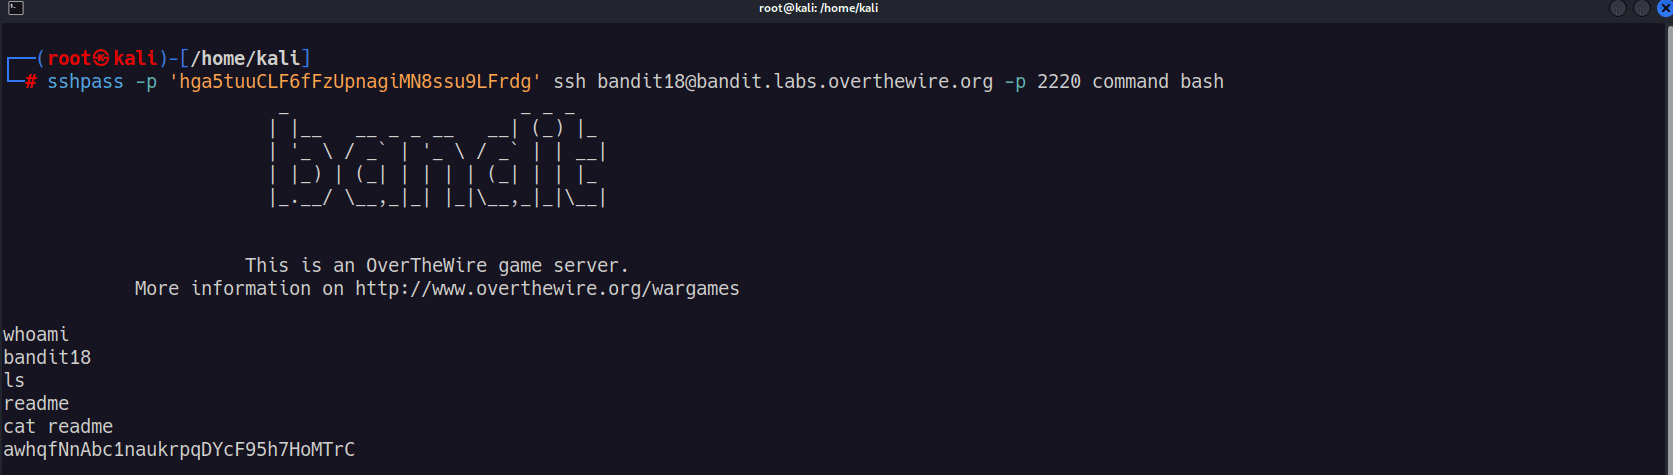 root@kali: /home/kali
┌──(root㉿kali)-[/home/kali]
└─# sshpass -p 'hga5tuuCLF6fFzUpnagiMN8ssu9LFrdg' ssh bandit18@bandit.labs.overthewire.org -p 2220 command bash
bandit
This is an OverTheWire game server.
More information on http://www.overthewire.org/wargames
whoami
bandit18
ls
readme
cat readme
awhqfNnAbc1naukrpqDYcF95h7HoMTrC